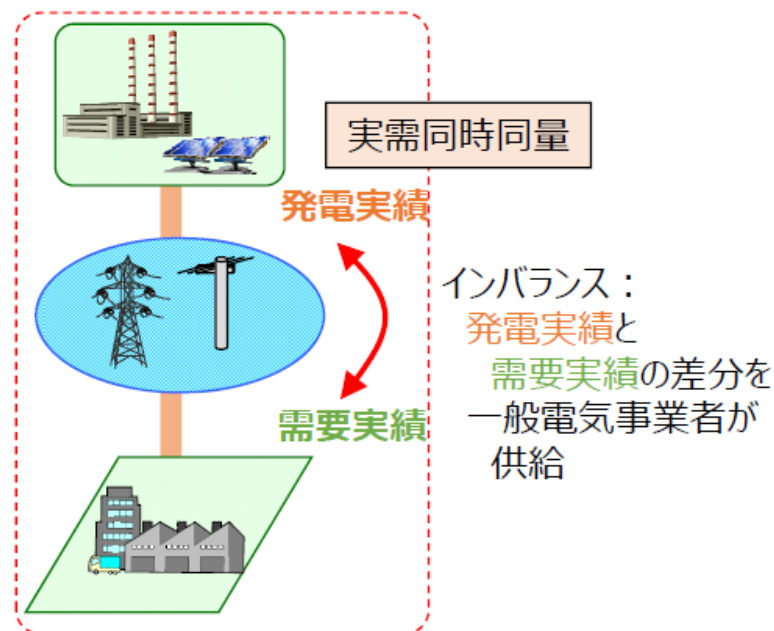 実需同時同量
発電実績
インバランス：
発電実績と
需要実績の差分を
一般電気事業者が
供給
需要実績